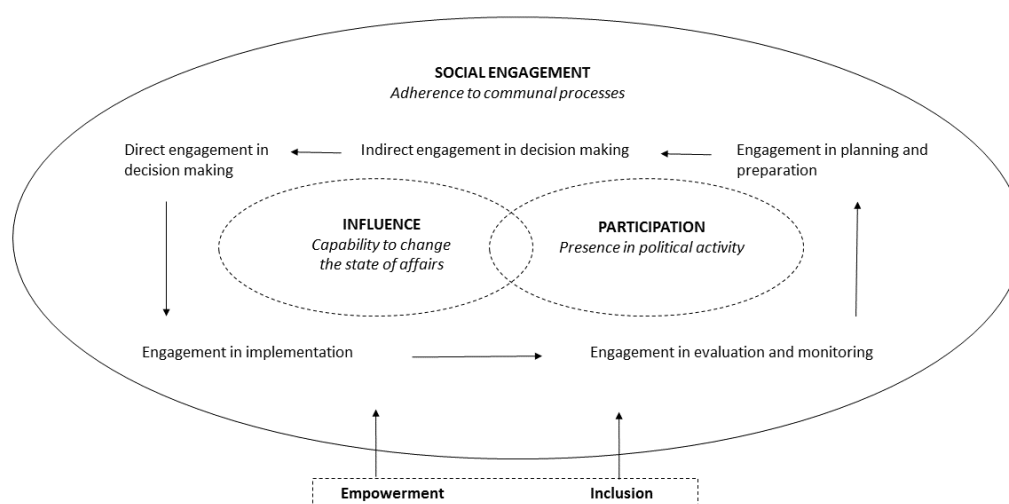 SOCIAL ENGAGEMENT
Adherence to communal processes
Direct engagement in
decision making
Indirect engagement in decision making
Engagement in planning and
preparation
INFLUENCE
Capability to change
the state of affairs
PARTICIPATION
Presence in political activity
Engagement in implementation
Engagement in evaluation and monitoring
Empowerment
Inclusion